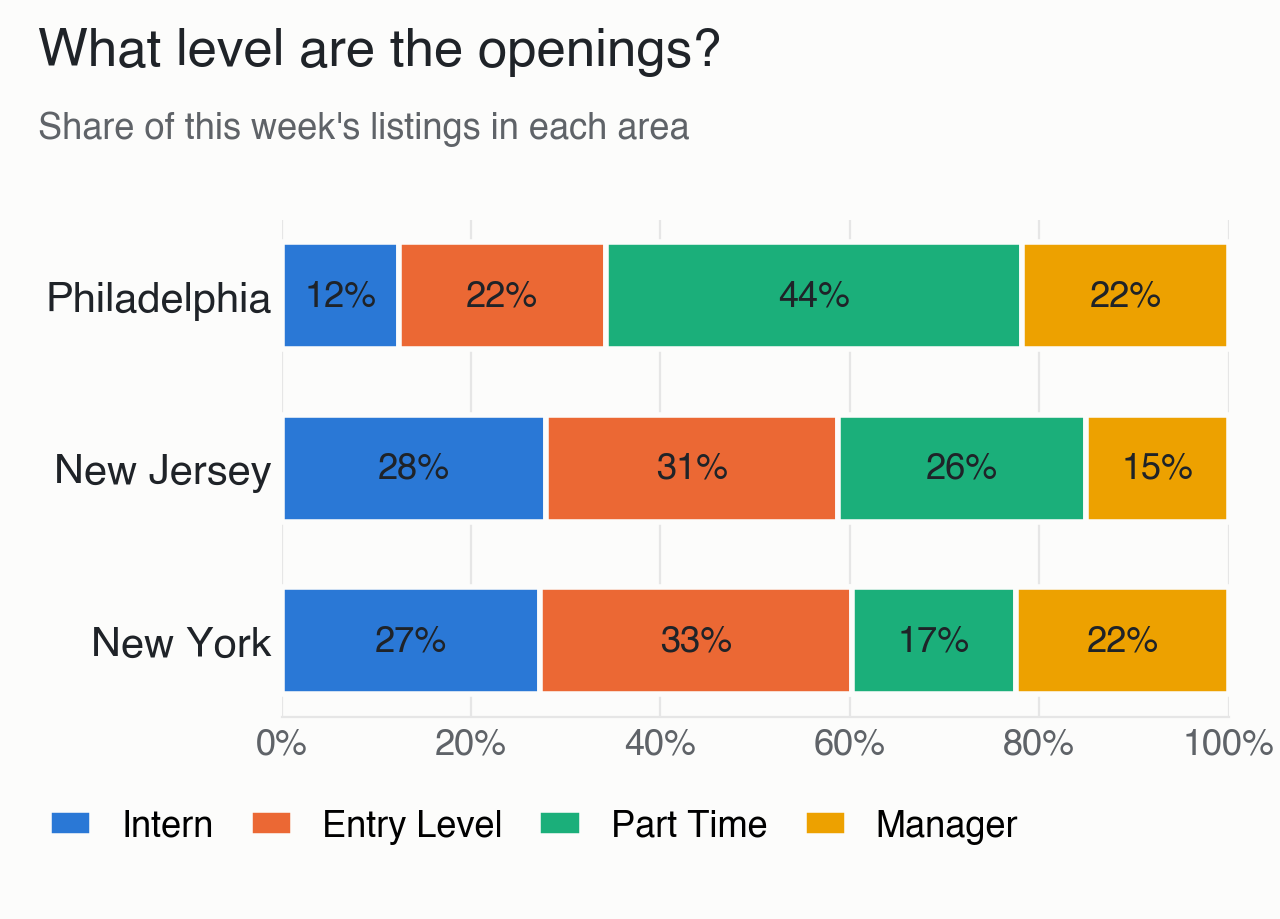 What level are the openings?
Share of this week's listings in each area
Philadelphia 12% 22% 44% 22%
New Jersey 28% 31% 26% 15%
New York 27% 33% 17% 22%
0% 20% 40% 60% 80% 100%
Intern Entry Level Part Time Manager